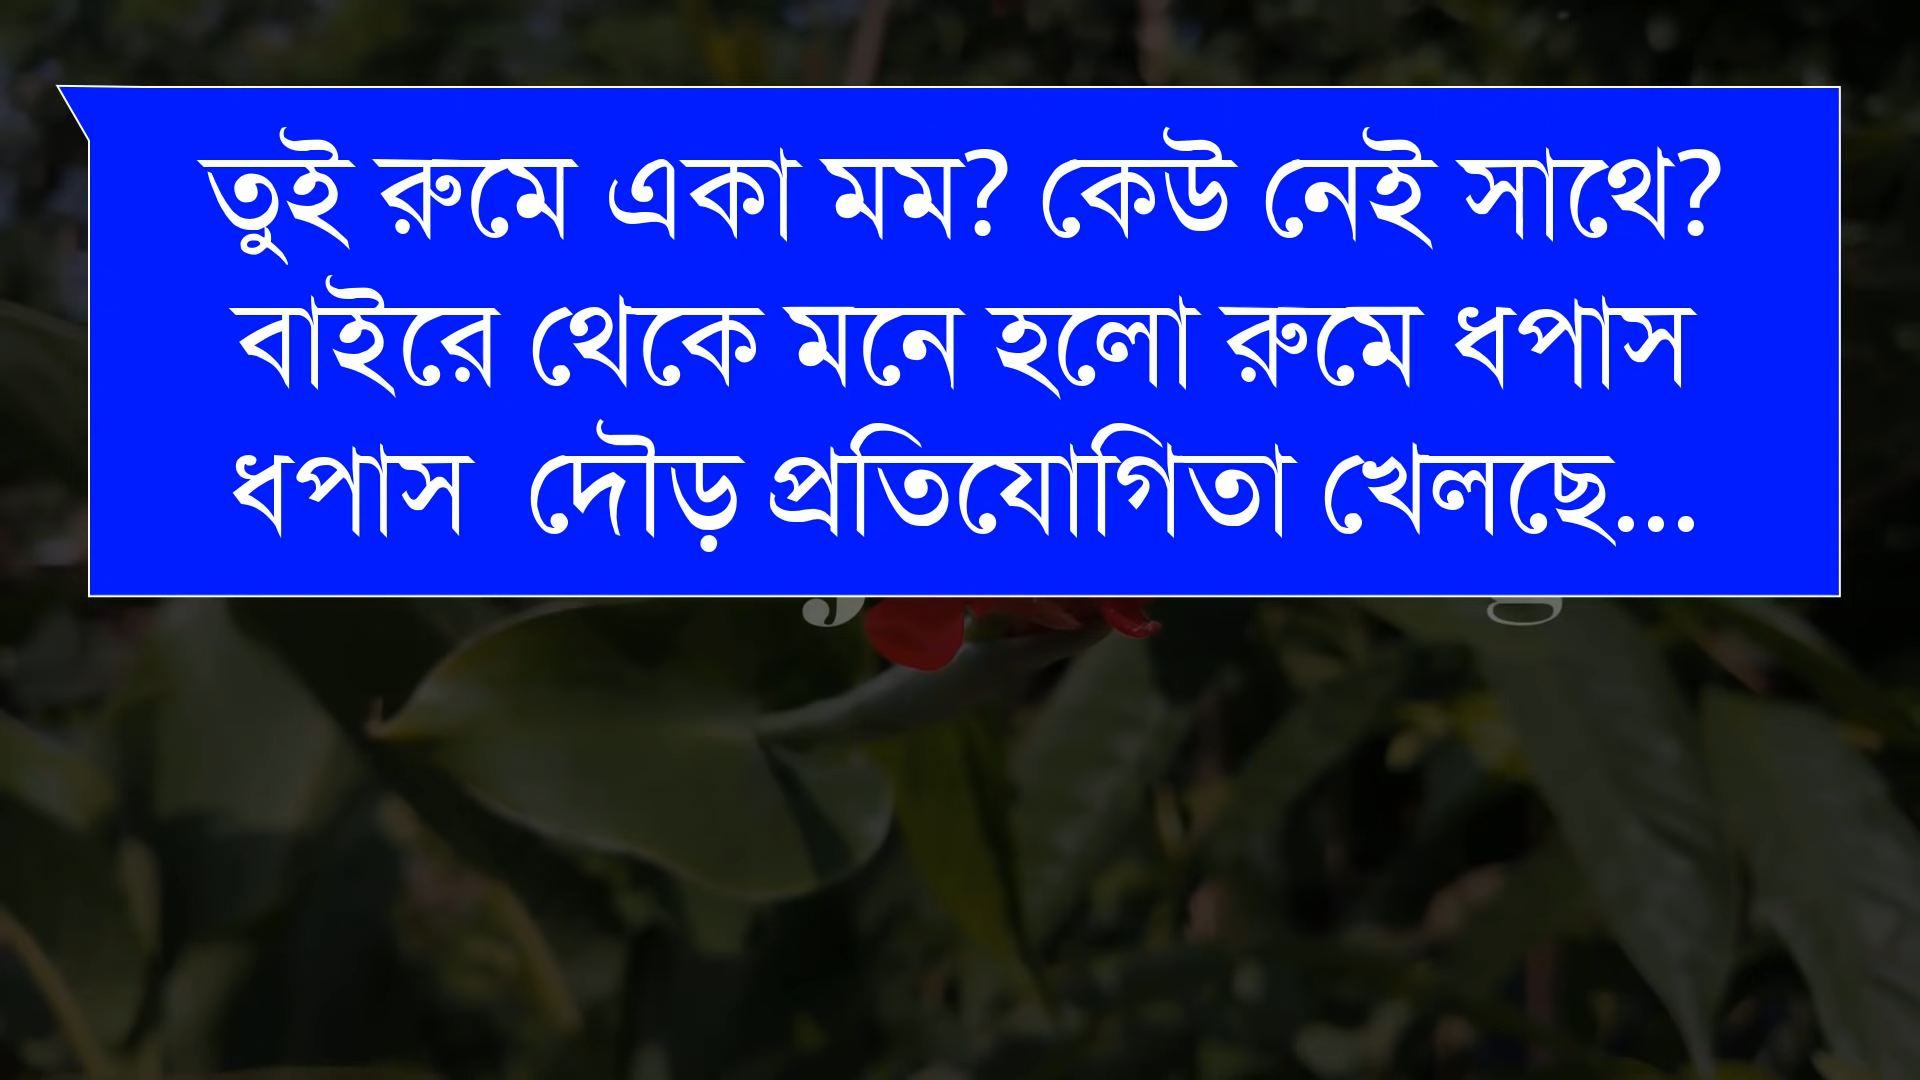 তুই রুমে একা মম? কেউ নেই সাথে?
বাইরে থেকে মনে হলো রুমে ধপাস
ধপাস  দৌড় প্রতিযোগিতা খেলছে...